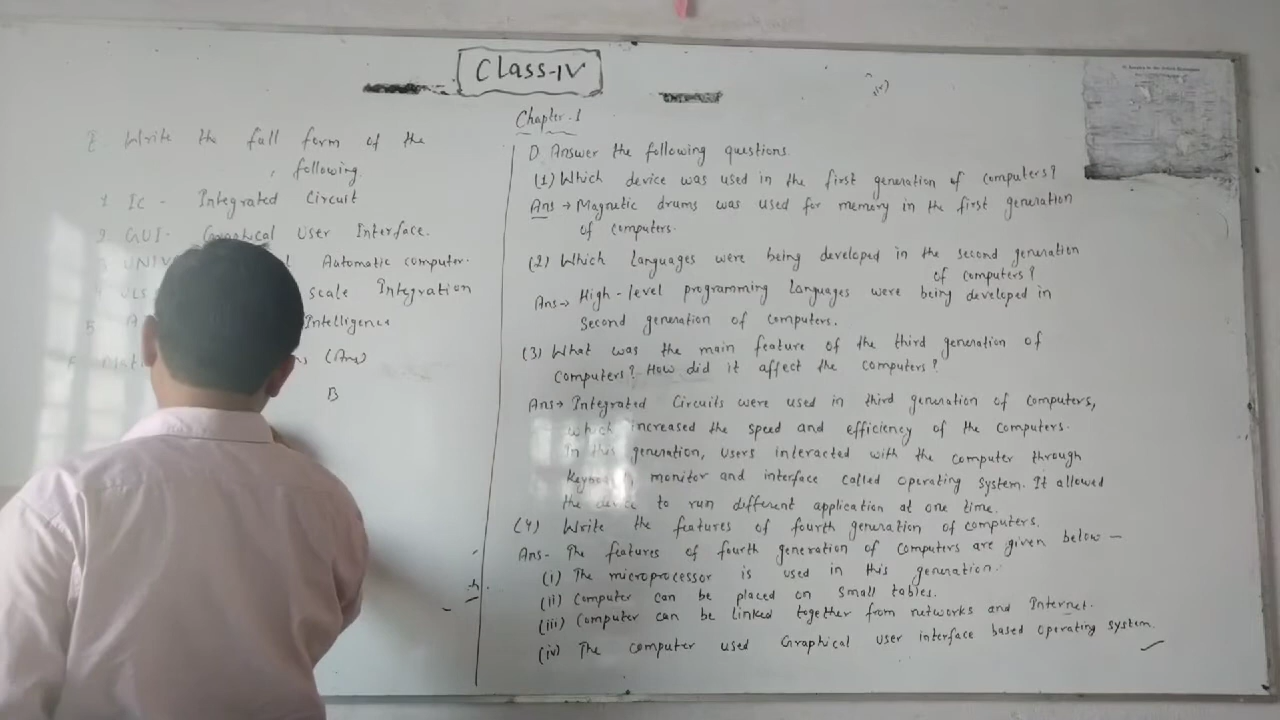 Class-IV
E. Write the full form of the
following.
1 IC - Integrated Circuit
2 GUI- Graphical User Interface.
UNIV Automatic computer.
scale Integration
5 A Intelligence
(Ans)
B
Chapter-1
D Answer the following questions.
(1) Which device was used in the first generation of computers?
Ans → Magnetic drums was used for memory in the first generation
of computers.
(2) Which languages were being developed in the second generation
of computers?
Ans → High-level programming languages were being developed in
second generation of computers.
(3) What was the main feature of the third generation of
computers? How did it affect the computers?
Ans → Integrated Circuits were used in third generation of computers,
which increased the speed and efficiency of the computers.
In this generation, users interacted with the computer through
monitor and interface called operating system. It allowed
the device to run different application at one time.
(4) Write the features of fourth generation of computers.
Ans- The features of fourth generation of computers are given below -
(i) The microprocessor is used in this generation.
(ii) Computer can be placed on small tables.
(iii) Computer can be linked together from networks and Internet.
(iv) The computer used Graphical user interface based operating system.